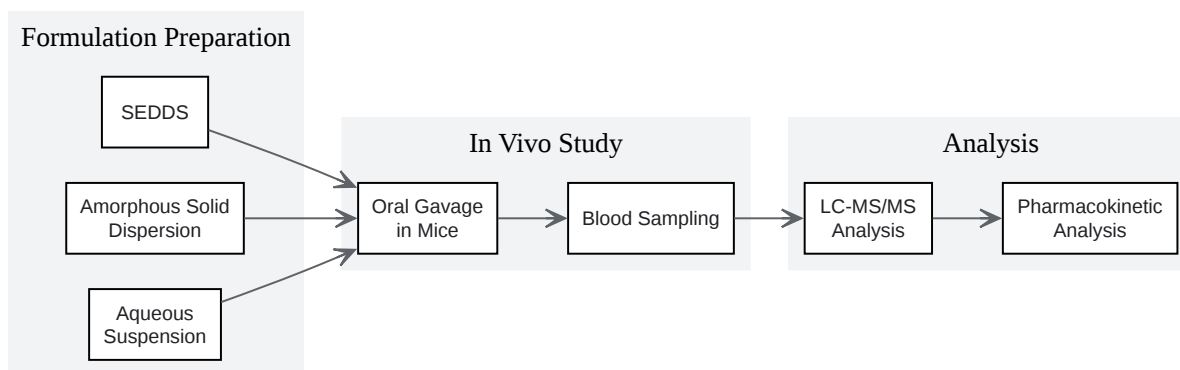 Formulation Preparation
SEDDS
Amorphous Solid
Dispersion
Aqueous
Suspension
In Vivo Study
Oral Gavage
in Mice
Blood Sampling
Analysis
LC-MS/MS
Analysis
Pharmacokinetic
Analysis